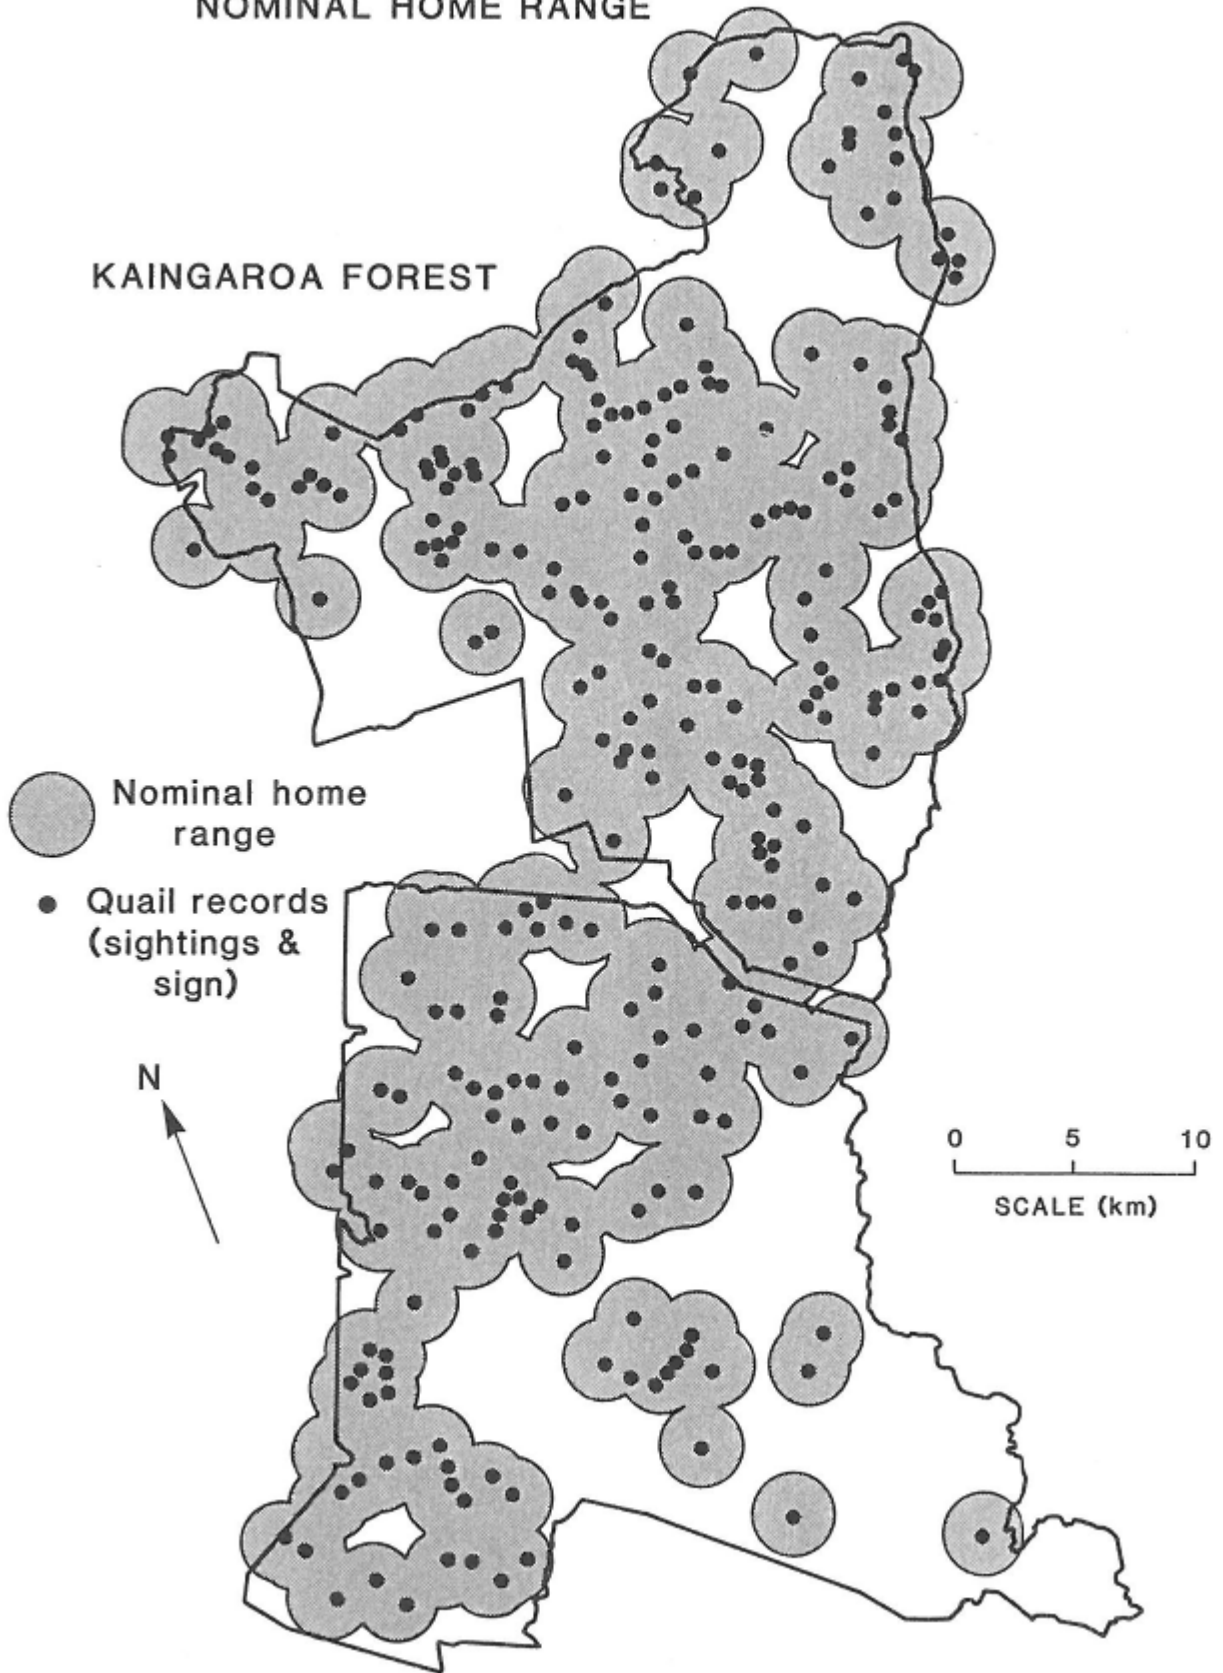 NOMINAL HOME RANGE
KAINGAROA FOREST
Nominal home
range
Quail records
(sightings &
sign)
N
0 5 10
SCALE (km)